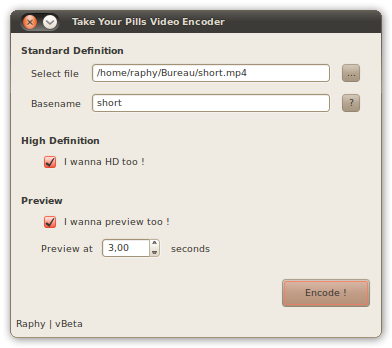 Take Your Pills Video Encoder
Standard Definition
Select file /home/raphy/Bureau/short.mp4 ...
Basename short ?
High Definition
I wanna HD too !
Preview
I wanna preview too !
Preview at 3,00 seconds
Encode !
Raphy | vBeta